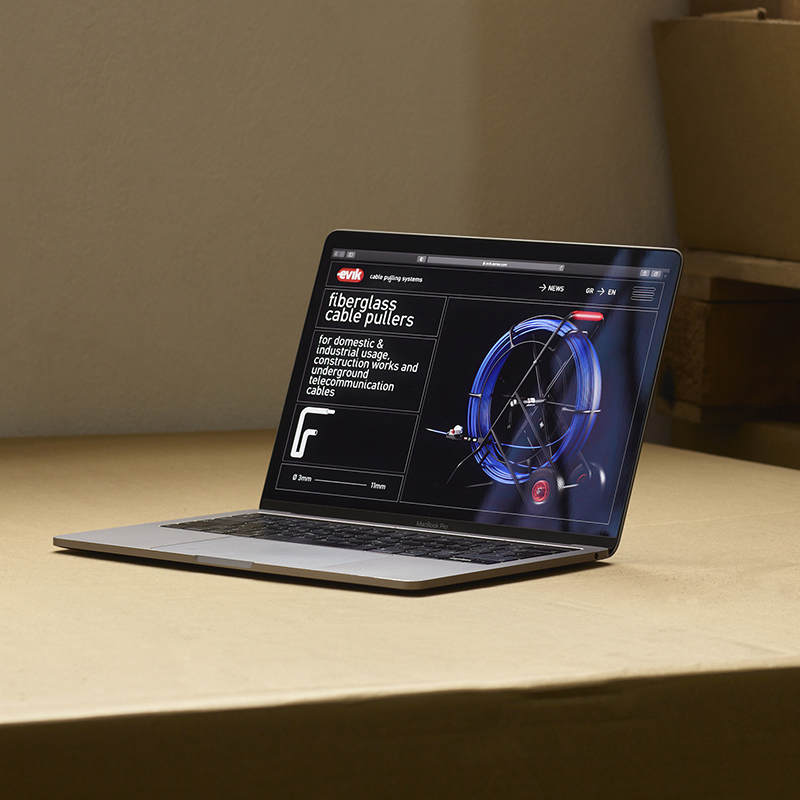 evik
cable pulling systems
→ NEWS
GR → EN
fiberglass
cable pullers
for domestic &
industrial usage,
construction works and
underground
telecommunication
cables
Ø 3mm
11mm
MacBook Pro